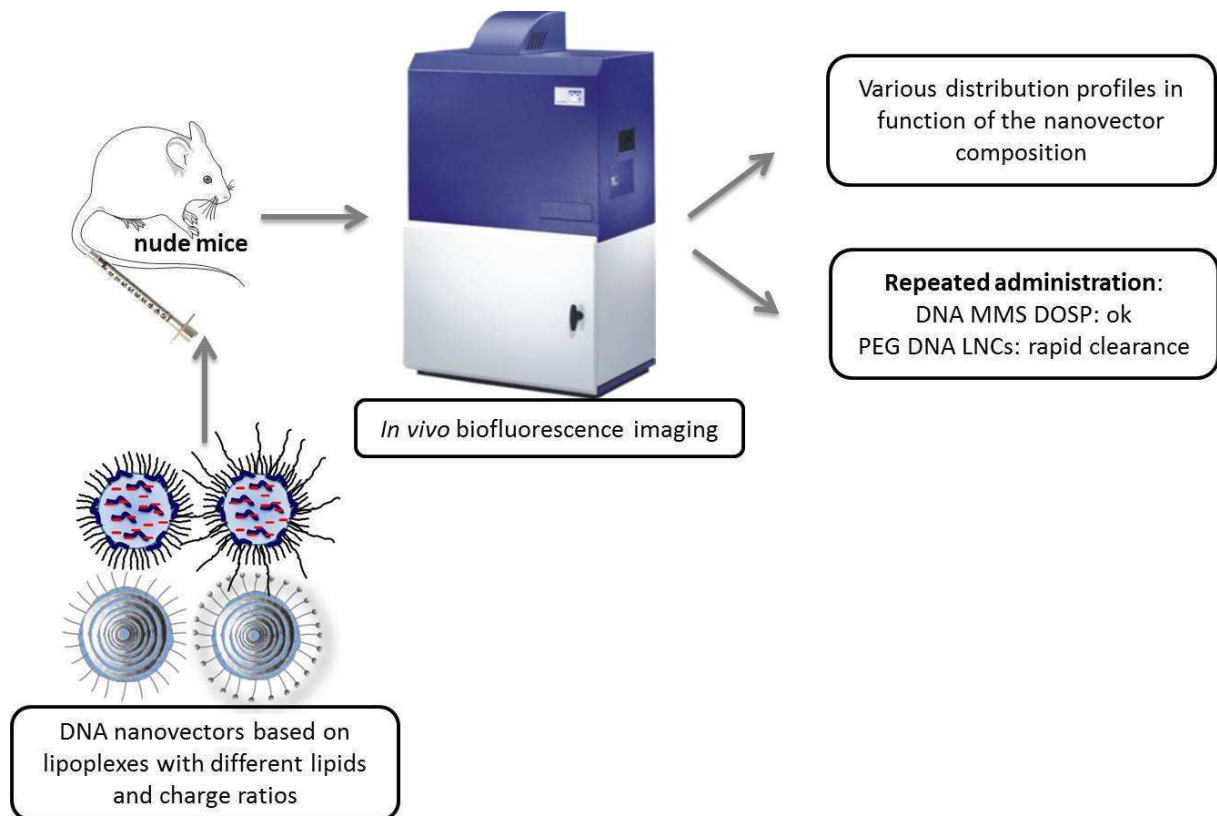 Various distribution profiles in
function of the nanovector
composition
nude mice
Repeated administration:
DNA MMS DOSP: ok
PEG DNA LNCs: rapid clearance
In vivo biofluorescence imaging
DNA nanovectors based on
lipoplexes with different lipids
and charge ratios